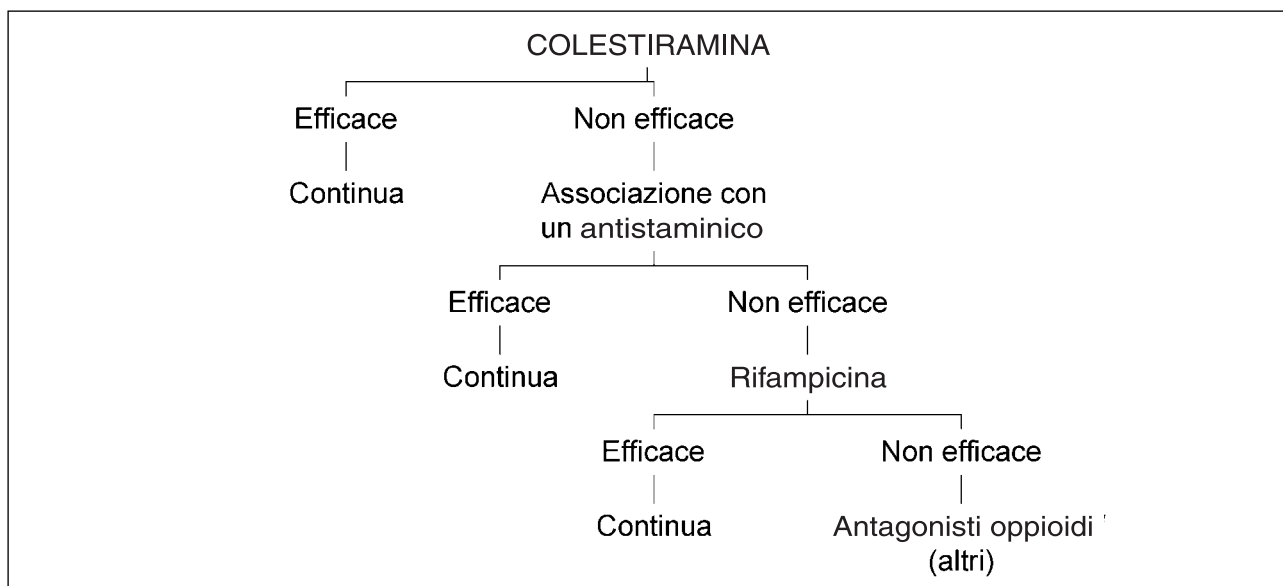 COLESTIRAMINA
Efficace Non efficace
Continua Associazione con
un antistaminico
Efficace Non efficace
Continua Rifampicina
Efficace Non efficace
Continua Antagonisti oppioidi
(altri)